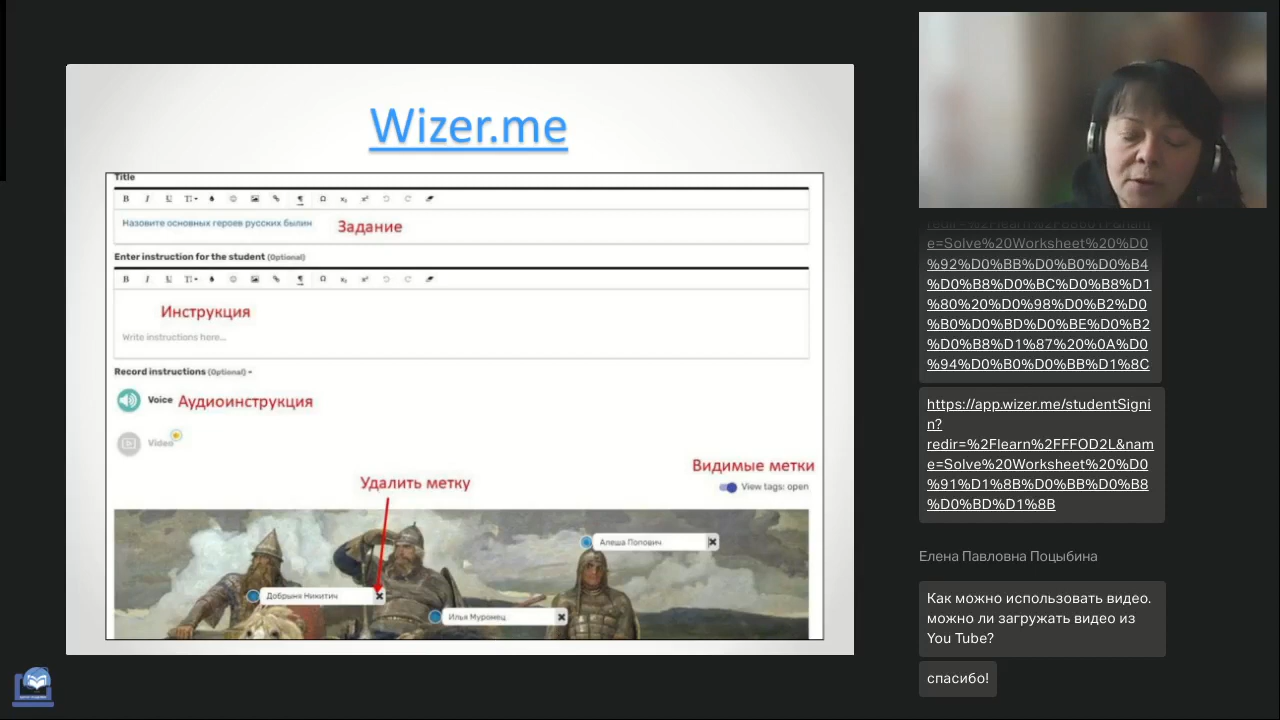 Wizer.me
Title
Назовите основных героев русских былин
Задание
Enter instruction for the student (Optional)
Инструкция
Write instructions here...
Record instructions (Optional)
Voice
Аудиоинструкция
Video
Видимые метки
Удалить метку
View tags: open
Алеша Попович
Добрыня Никитич
Илья Муромец
redir=%2Flearn%2FB88D1P&nam
e=Solve%20Worksheet%20%D0
%92%D0%BB%D0%B0%D0%B4
%D0%B8%D0%BC%D0%B8%D1
%80%20%D0%98%D0%B2%D0
%B0%D0%BD%D0%BE%D0%B2
%D0%B8%D1%87%20%0A%D0
%94%D0%B0%D0%BB%D1%8C
https://app.wizer.me/studentSigni
n?
redir=%2Flearn%2FFFOD2L&nam
e=Solve%20Worksheet%20%D0
%91%D1%8B%D0%BB%D0%B8
%D0%BD%D1%8B
Елена Павловна Поцыбина
Как можно использовать видео.
можно ли загружать видео из
You Tube?
спасибо!